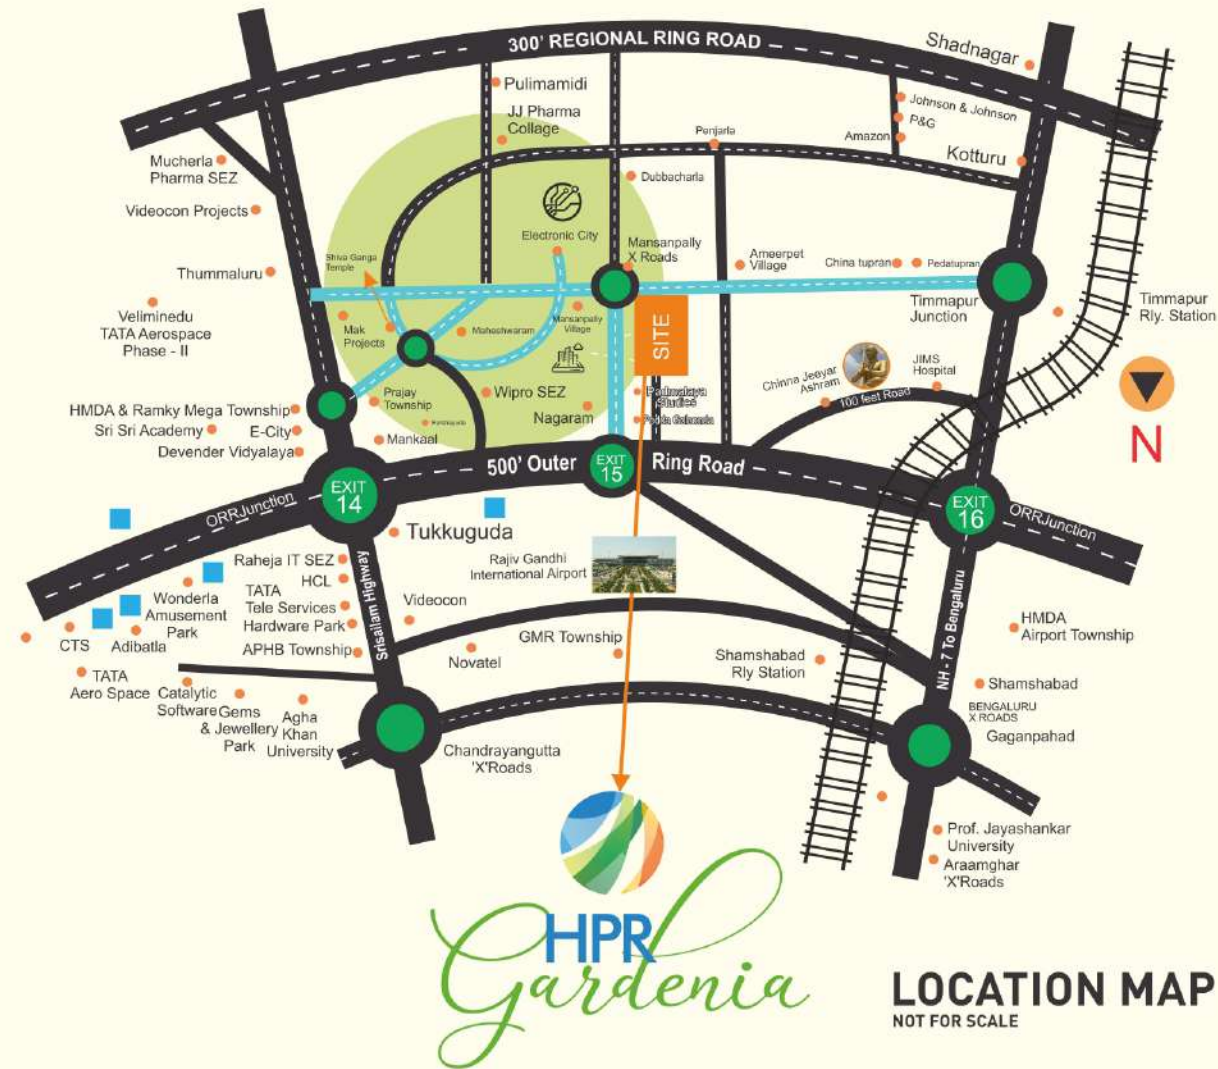 300' REGIONAL RING ROAD
Shadnagar
Pulimamidi
JJ Pharma
Collage
Johnson & Johnson
P&G
Amazon
Penjarla
Kotturu
Mucherla
Pharma SEZ
Dubbacharla
Videocon Projects
Electronic City
Mansanpally
X Roads
Shiva Ganga
Temple
Ameerpet
Village
China tupran
Pedatupran
Thummaluru
Timmapur
Junction
Timmapur
Rly. Station
Veliminedu
TATA Aerospace
Phase - II
Mak
Projects
Maheshwaram
Mansanpally
Village
SITE
Chinna Jeeyar
Ashram
JIMS
Hospital
100 feet Road
Prajay
Township
Wipro SEZ
Padmalaya
Studies
HMDA & Ramky Mega Township
Sri Sri Academy
E-City
Devender Vidyalaya
Nagaram
Mankaal
N
500' Outer
EXIT
15
Ring Road
EXIT
14
EXIT
16
ORRJunction
ORRJunction
Tukkuguda
Raheja IT SEZ
HCL
TATA
Tele Services
Hardware Park
APHB Township
Srisailam Highway
Rajiv Gandhi
International Airport
Wonderla
Amusement
Park
Videocon
CTS
Adibatla
GMR Township
Novatel
Shamshabad
Rly Station
NH - 7 To Bengaluru
HMDA
Airport Township
TATA
Aero Space
Catalytic
Software
Gems
& Jewellery
Park
Agha
Khan
University
Shamshabad
BENGALURU
X ROADS
Gaganpahad
Chandrayangutta
'X'Roads
Prof. Jayashankar
University
Araamghar
'X'Roads
HPR
Gardenia
LOCATION MAP
NOT FOR SCALE